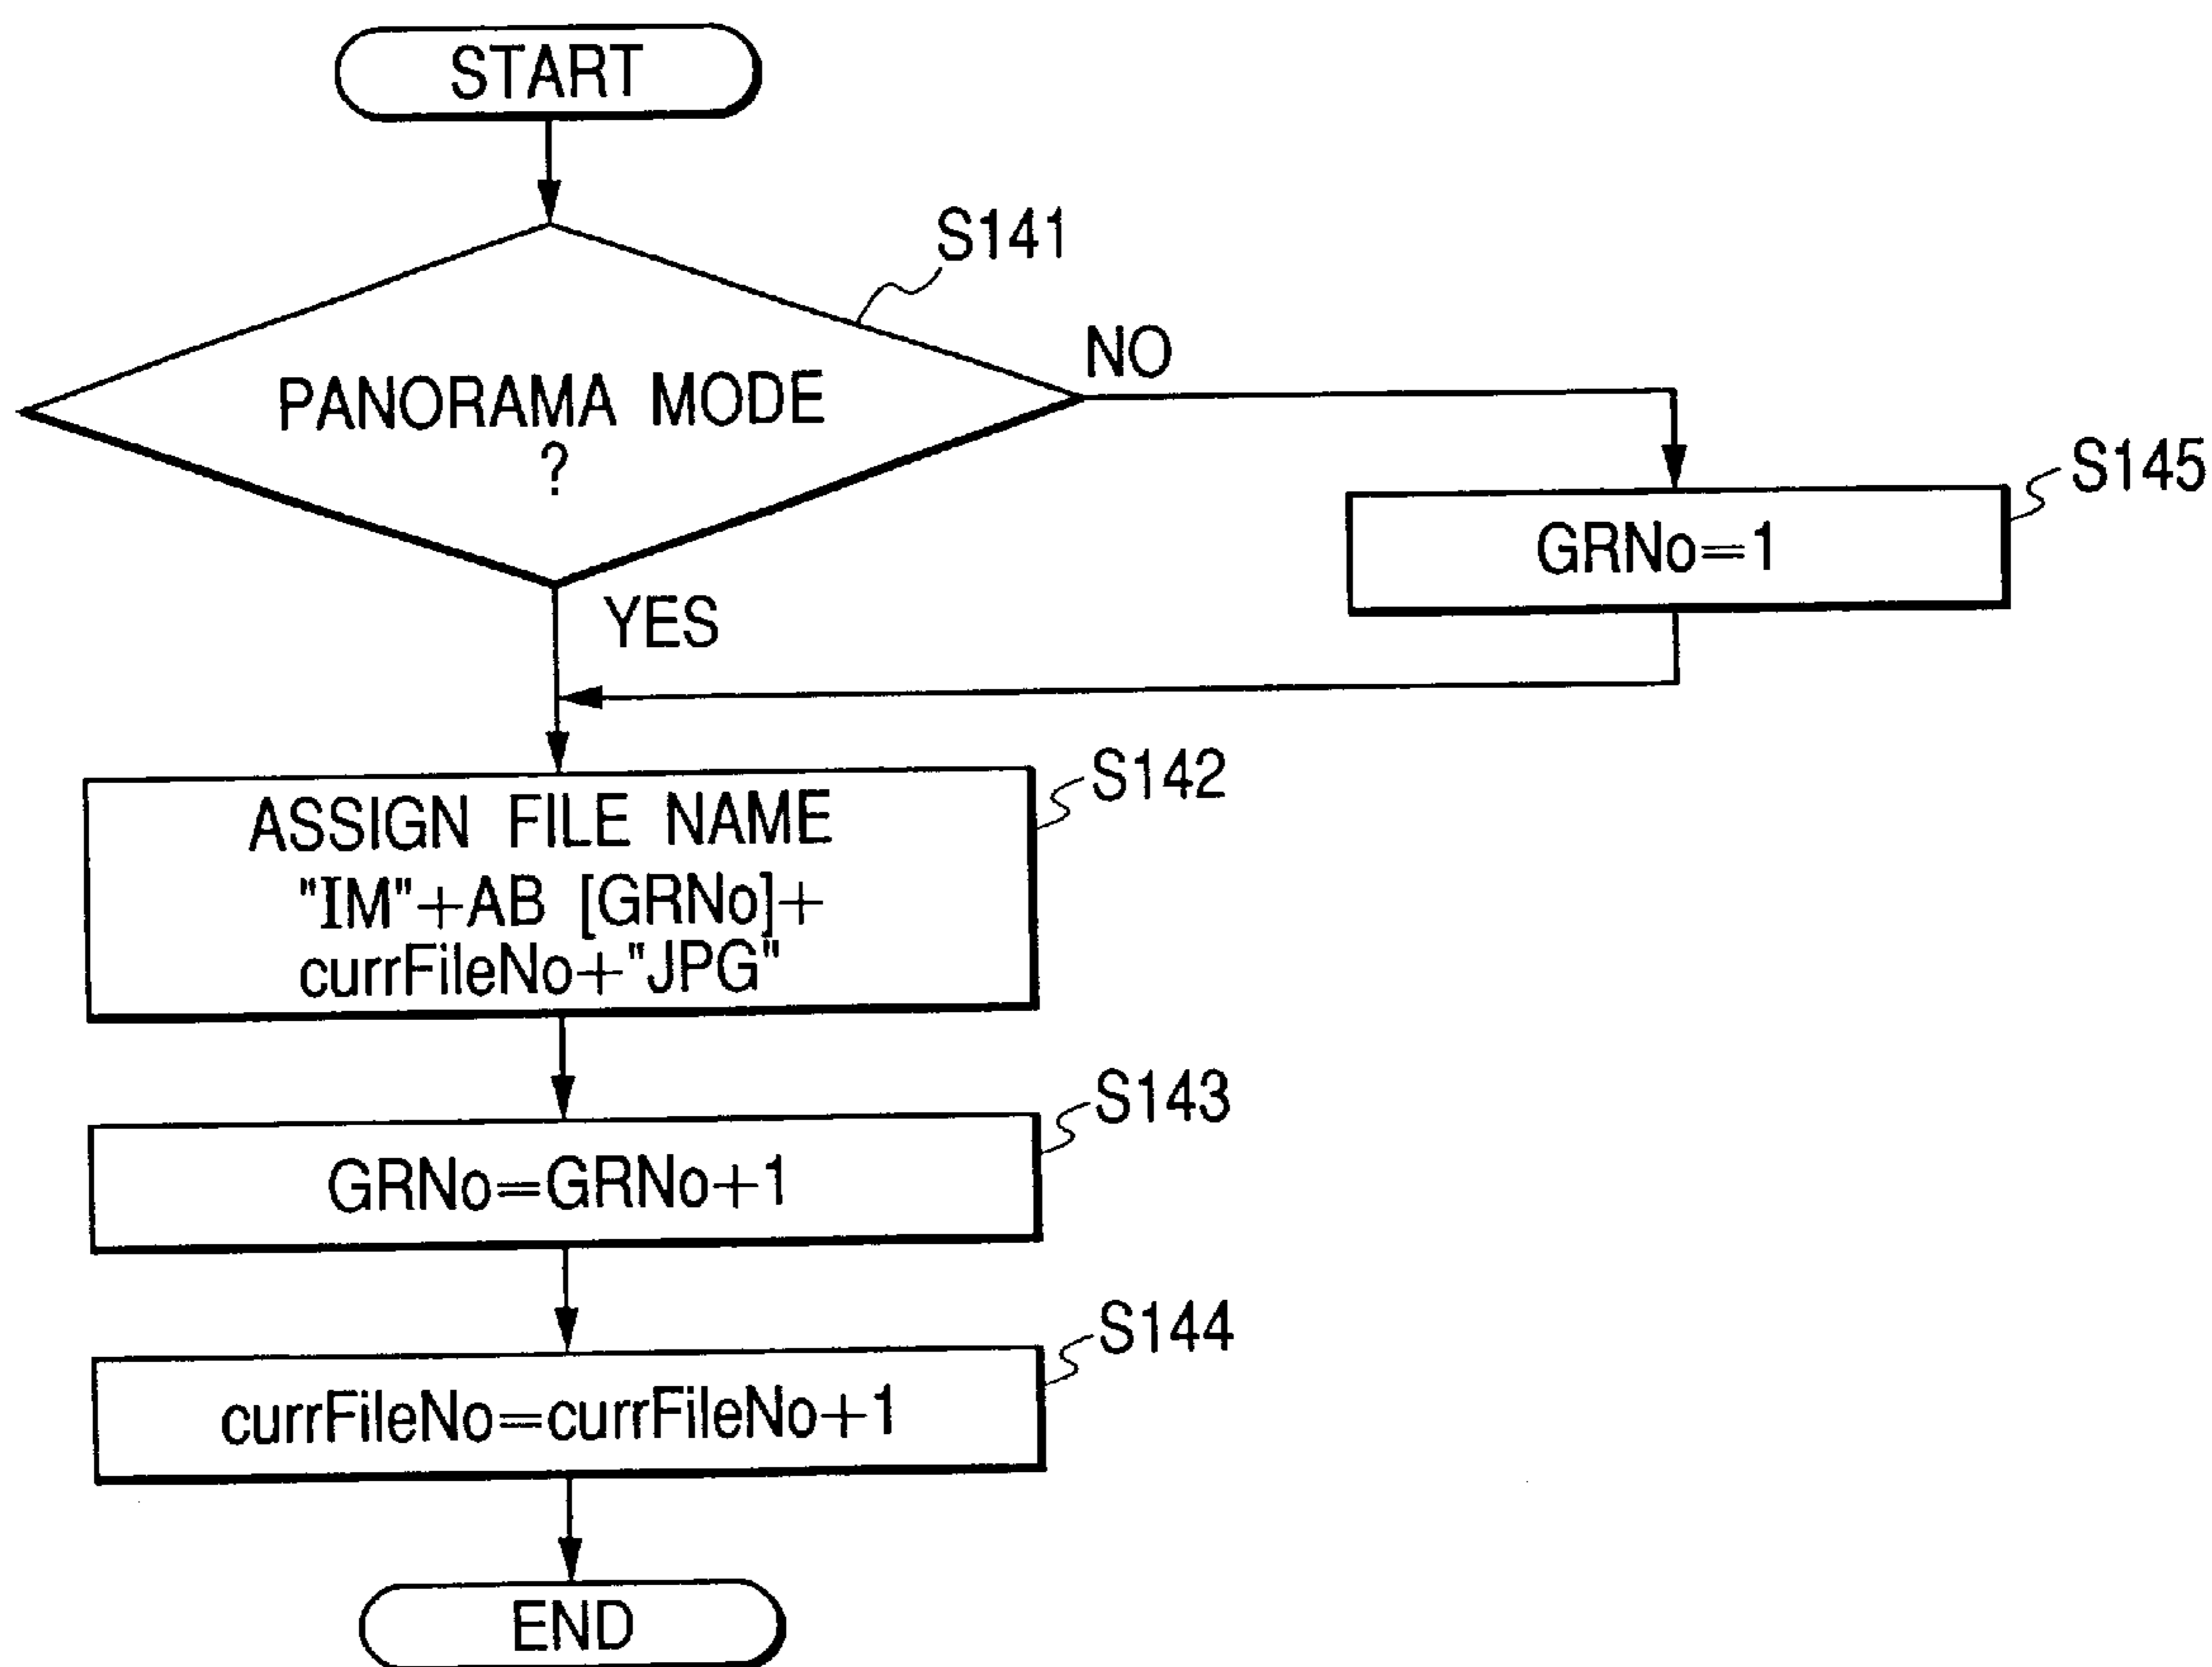 START
S141
NO
PANORAMA MODE
?
S145
GRNo=1
YES
S142
ASSIGN FILE NAME
"IM"+AB [GRNo]+
currFileNo+"JPG"
S143
GRNo=GRNo+1
S144
currFileNo=currFileNo+1
END